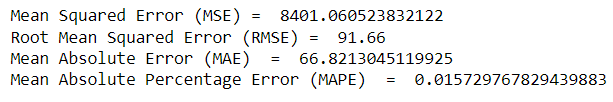 Mean Squared Error (MSE) =  8401.060523832122
Root Mean Squared Error (RMSE) =  91.66
Mean Absolute Error (MAE)  =  66.8213045119925
Mean Absolute Percentage Error (MAPE)  =  0.015729767829439883